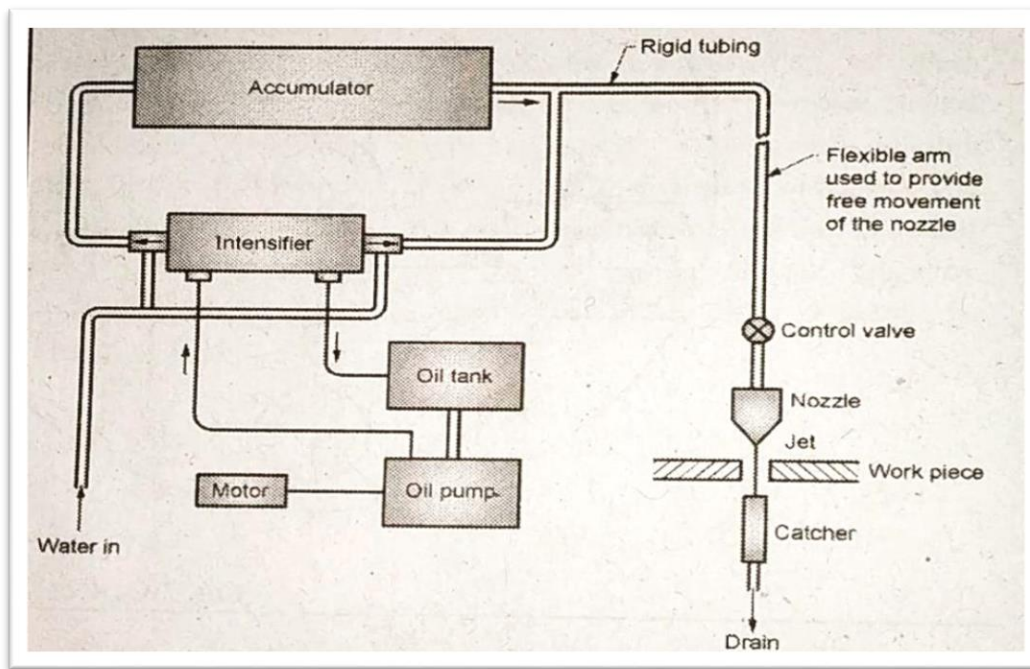 Rigid tubing
Accumulator
Flexible arm
used to provide
free movement
of the nozzle
Intensifier
Control valve
Oil tank
Nozzle
Jet
Work piece
Motor
Oil pump
Catcher
Water in
Drain